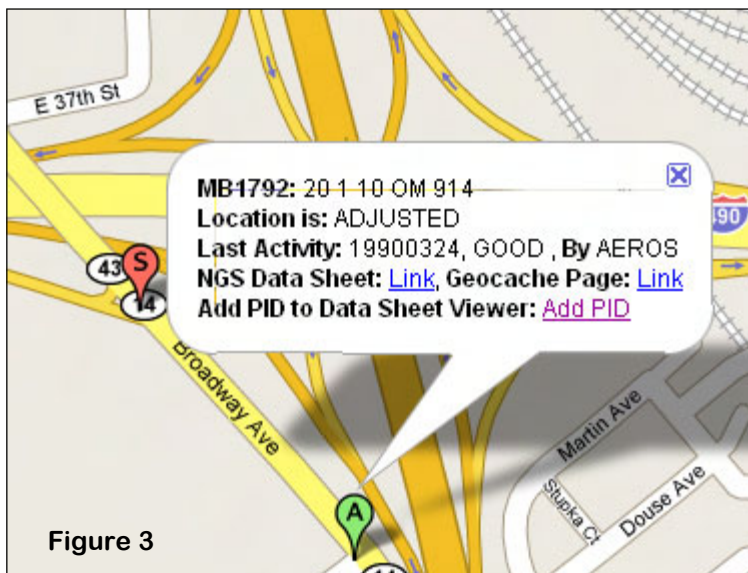 E 37th St
MB1792: 20 1 10 OM 914
Location is: ADJUSTED
Last Activity: 19900324, GOOD , By AEROS
NGS Data Sheet: Link, Geocache Page: Link
Add PID to Data Sheet Viewer: Add PID
490
S
43
14
Broadway Ave
Martin Ave
Stupka Ct
Douse Ave
A
Figure 3